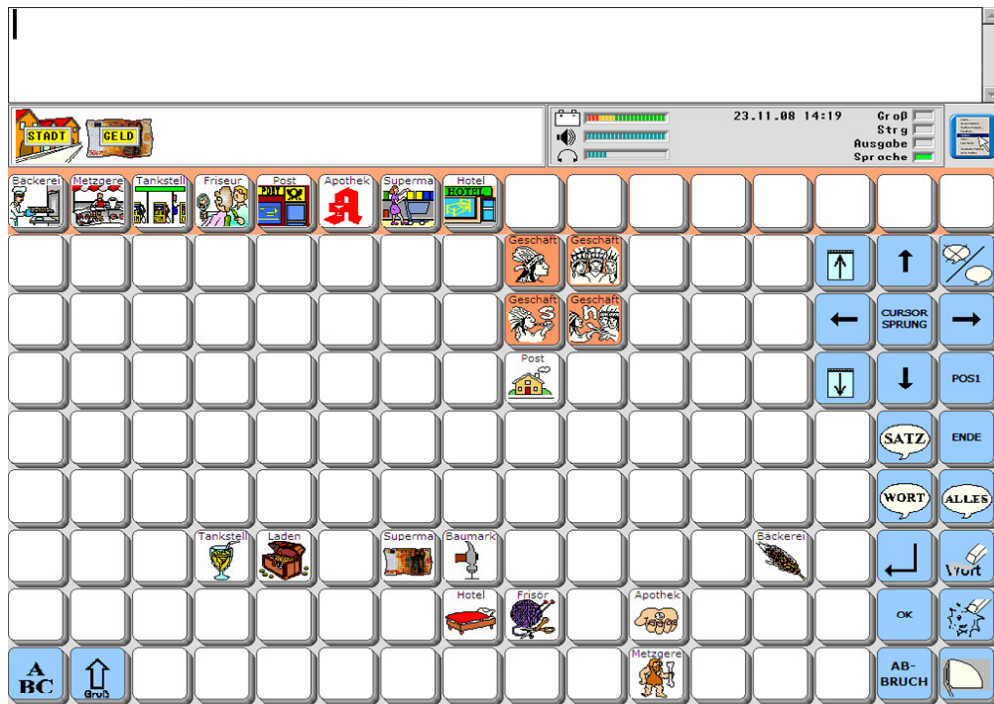 STADT GELD
23.11.08 14:19
Groß
Strg
Ausgabe
Sprache
Bäckerei Metzgere Tankstell Friseur Post Apothek Superma Hotel
POST HOTEL
Geschäft Geschäft
CURSOR SPRUNG
Geschäft Geschäft
s n
Post
POS1
SATZ ENDE
WORT ALLES
Tankstell Laden Superma Baumark Bäckerei
Wort
Hotel Frisör Apothek
OK
Metzgere
A
BC
Groß
AB-
BRUCH